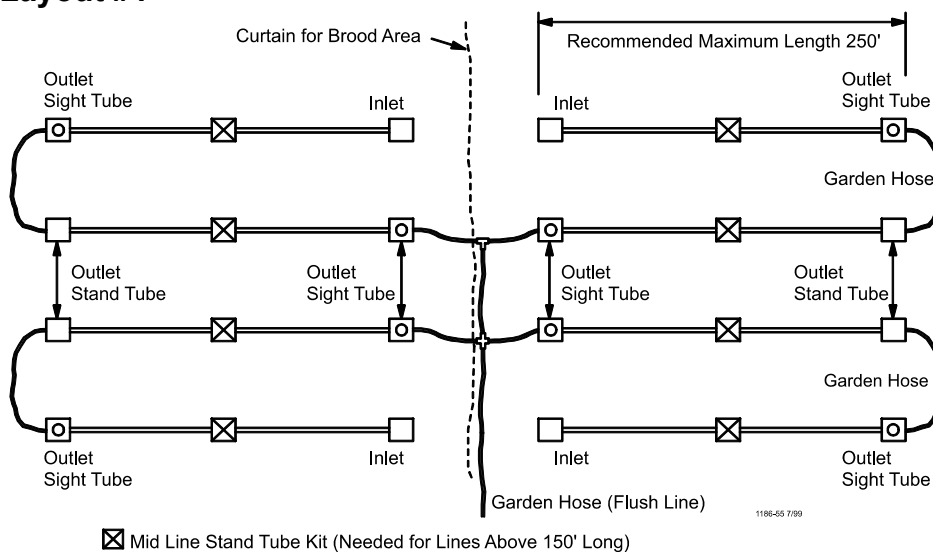 Curtain for Brood Area
Recommended Maximum Length 250'
Outlet
Sight Tube
Inlet
Inlet
Outlet
Sight Tube
Garden Hose
Outlet
Stand Tube
Outlet
Sight Tube
Outlet
Sight Tube
Outlet
Stand Tube
Garden Hose
Outlet
Sight Tube
Inlet
Inlet
Outlet
Sight Tube
Garden Hose (Flush Line)
1186-55 7/99
Mid Line Stand Tube Kit (Needed for Lines Above 150' Long)